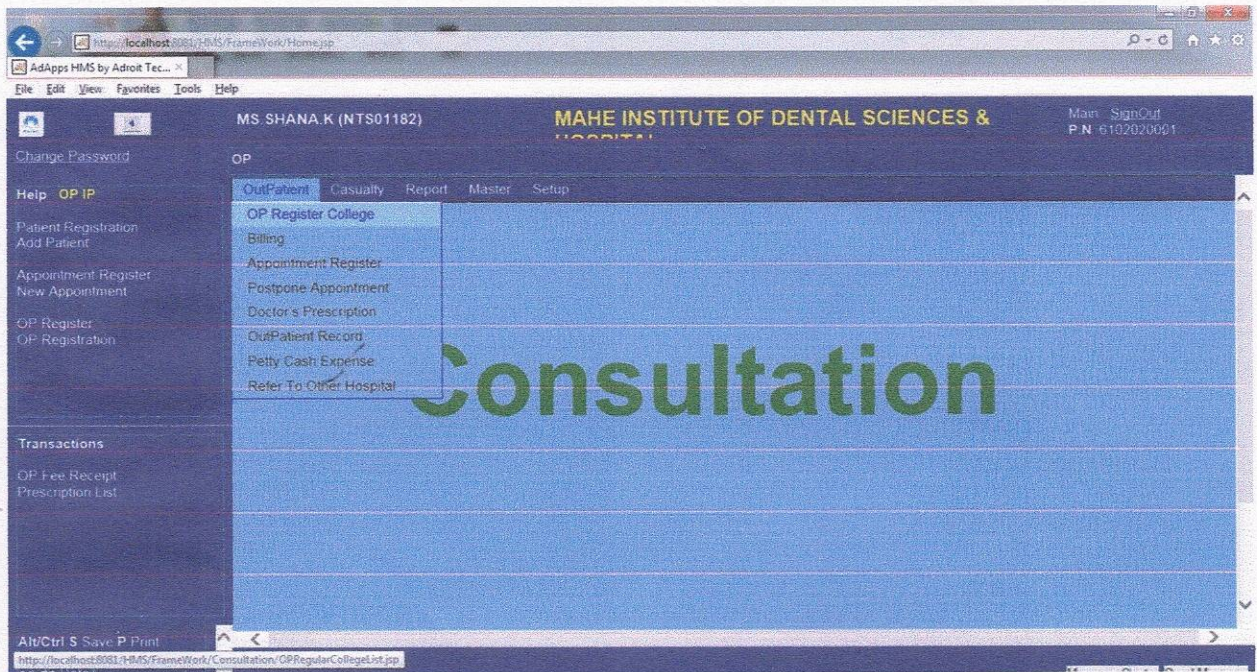 http://localhost:8081/HMS/FrameWork/Home.jsp
AdApps HMS by Adroit Tec... ×
File Edit View Favorites Tools Help
MS.SHANA.K (NTS01182)
MAHE INSTITUTE OF DENTAL SCIENCES &
HOSPITAL
Main SignOut
P.N 6102020001
Change Password
OP
Help OP IP
OutPatient Casualty Report Master Setup
Patient Registration
Add Patient
Appointment Register
New Appointment
OP Register
OP Registration
OP Register College
Billing
Appointment Register
Postpone Appointment
Doctor's Prescription
OutPatient Record
Petty Cash Expense
Refer To Other Hospital
Consultation
Transactions
OP Fee Receipt
Prescription List
Alt/Ctrl S Save P Print
http://localhost:8081/HMS/FrameWork/Consultation/OPRegularCollegeList.jsp